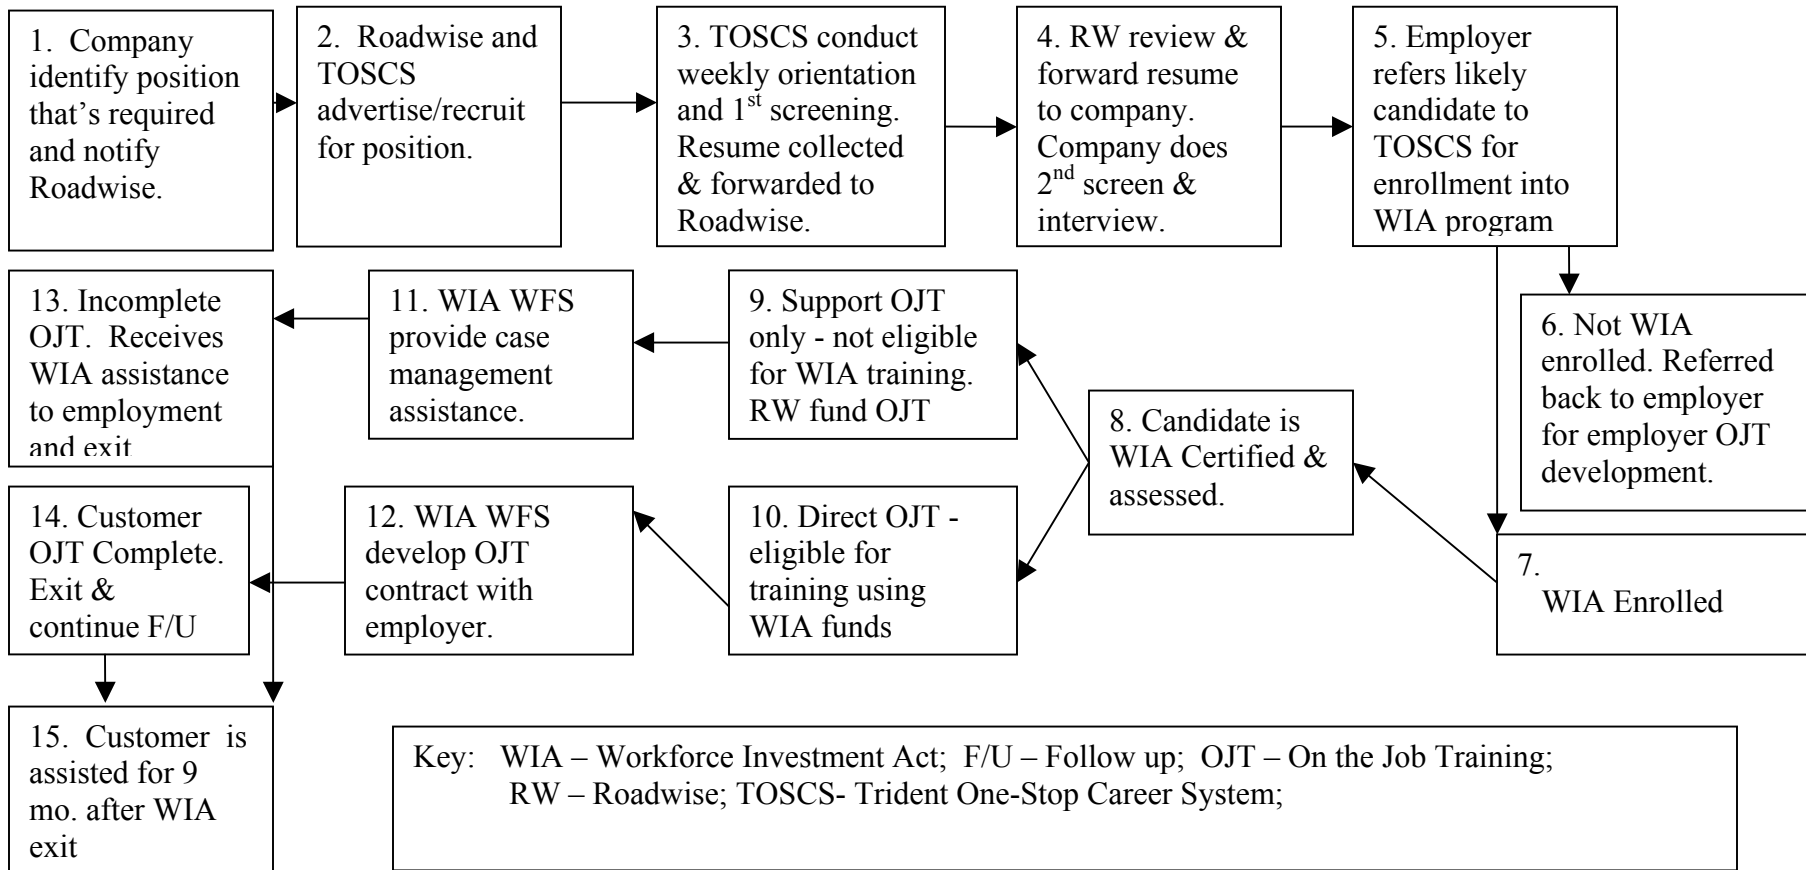 1. Company
identify position
that's required
and notify
Roadwise.
2. Roadwise and
TOSCS
advertise/recruit
for position.
3. TOSCS conduct
weekly orientation
and 1st screening.
Resume collected
& forwarded to
Roadwise.
4. RW review &
forward resume
to company.
Company does
2nd screen &
interview.
5. Employer
refers likely
candidate to
TOSCS for
enrollment into
WIA program
6. Not WIA
enrolled. Referred
back to employer
for employer OJT
development.
7.
WIA Enrolled
8. Candidate is
WIA Certified &
assessed.
9. Support OJT
only - not eligible
for WIA training.
RW fund OJT
10. Direct OJT -
eligible for
training using
WIA funds
11. WIA WFS
provide case
management
assistance.
12. WIA WFS
develop OJT
contract with
employer.
13. Incomplete
OJT. Receives
WIA assistance
to employment
and exit
14. Customer
OJT Complete.
Exit &
continue F/U
15. Customer is
assisted for 9
mo. after WIA
exit
Key: WIA – Workforce Investment Act; F/U – Follow up; OJT – On the Job Training;
RW – Roadwise; TOSCS- Trident One-Stop Career System;